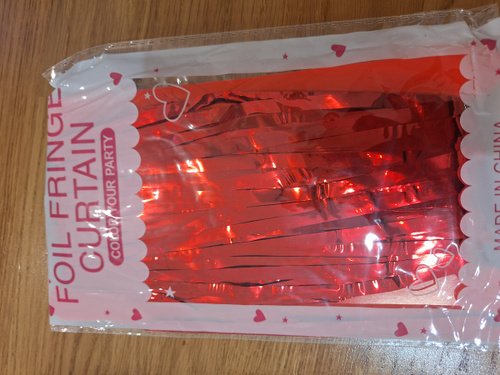 FOIL FRINGE
CURTAIN
COLOR YOUR PARTY
MADE IN CHINA